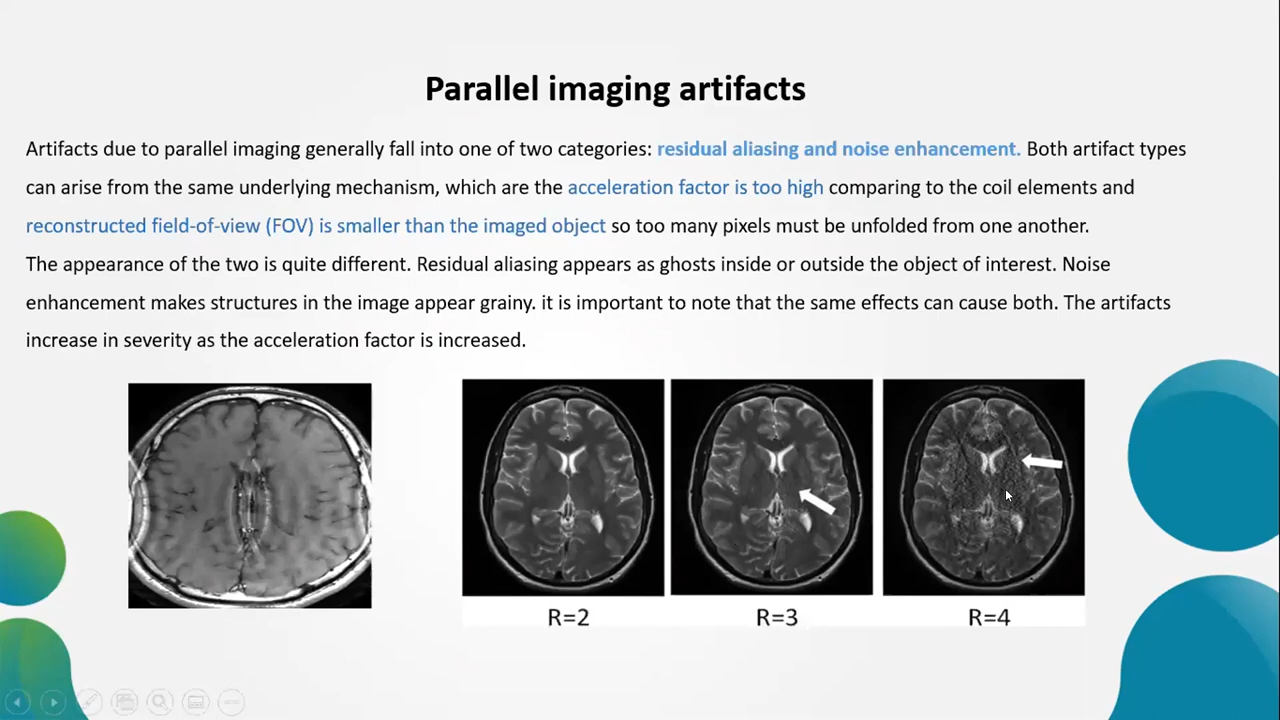 Parallel imaging artifacts
Artifacts due to parallel imaging generally fall into one of two categories: residual aliasing and noise enhancement. Both artifact types
can arise from the same underlying mechanism, which are the acceleration factor is too high comparing to the coil elements and
reconstructed field-of-view (FOV) is smaller than the imaged object so too many pixels must be unfolded from one another.
The appearance of the two is quite different. Residual aliasing appears as ghosts inside or outside the object of interest. Noise
enhancement makes structures in the image appear grainy. it is important to note that the same effects can cause both. The artifacts
increase in severity as the acceleration factor is increased.
R=2
R=3
R=4